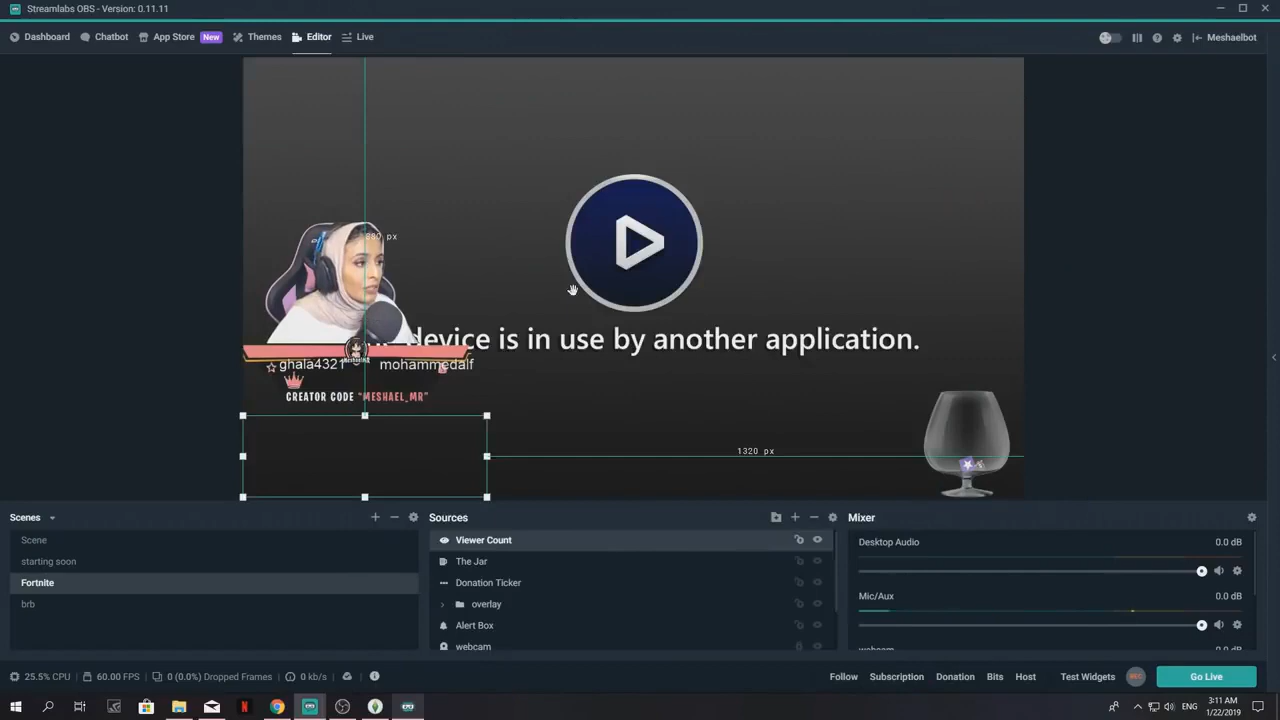 Streamlabs OBS - Version: 0.11.11
Dashboard Chatbot App Store New Themes Editor Live Meshaelbot
680 px
device is in use by another application.
ghala4321 mohammedalf
CREATOR CODE "MESHAEL_MR"
1320 px
Scenes
Scene
starting soon
Fortnite
brb
Sources
Viewer Count
The Jar
Donation Ticker
overlay
Alert Box
webcam
Mixer
Desktop Audio 0.0 dB
Mic/Aux 0.0 dB
25.5% CPU 60.00 FPS 0 (0.0%) Dropped Frames 0 kb/s
Follow Subscription Donation Bits Host Test Widgets REC Go Live
ENG 3:11 AM
1/22/2019